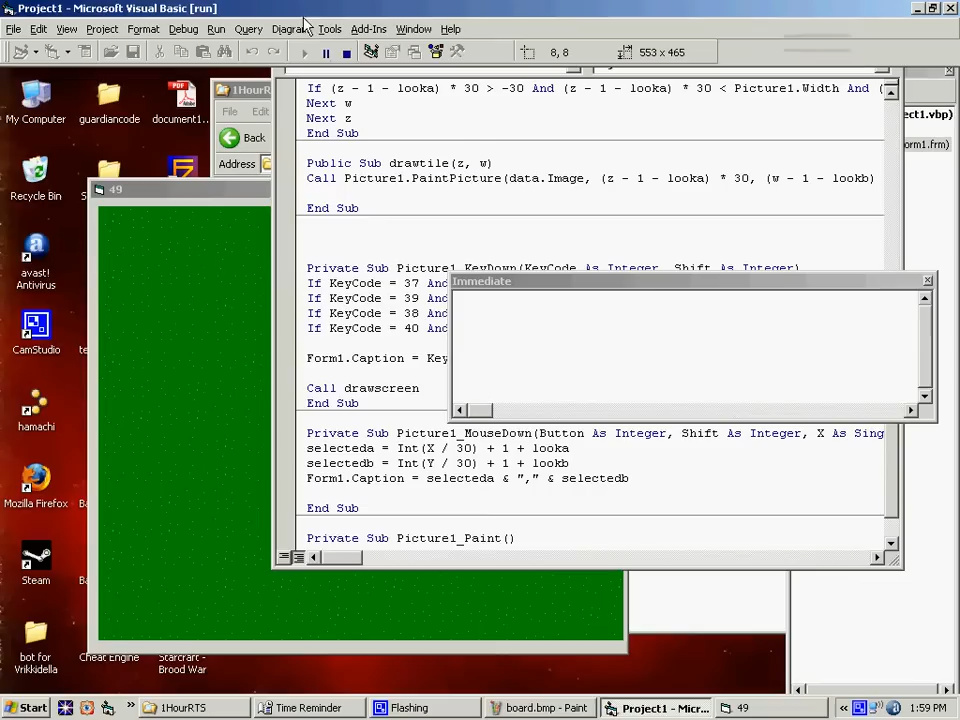 Project1 - Microsoft Visual Basic [run]
File Edit View Project Format Debug Run Query Diagram Tools Add-Ins Window Help
8, 8 553 x 465
My Computer
guardiancode
document1...
1HourR
File Edit
Back
Address
Recycle Bin
49
avast! Antivirus
CamStudio
hamachi
Mozilla Firefox
Steam
bot for Vrikkidella
Cheat Engine
Starcraft - Brood War
If (z - 1 - looka) * 30 > -30 And (z - 1 - looka) * 30 < Picture1.Width And (
Next w
Next z
End Sub
Public Sub drawtile(z, w)
Call Picture1.PaintPicture(data.Image, (z - 1 - looka) * 30, (w - 1 - lookb)
End Sub
Private Sub Picture1_KeyDown(KeyCode As Integer, Shift As Integer)
If KeyCode = 37 And
If KeyCode = 39 And
If KeyCode = 38 And
If KeyCode = 40 And
Form1.Caption = Key
Call drawscreen
End Sub
Immediate
Private Sub Picture1_MouseDown(Button As Integer, Shift As Integer, X As Sing
selecteda = Int(X / 30) + 1 + looka
selectedb = Int(Y / 30) + 1 + lookb
Form1.Caption = selecteda & "," & selectedb
End Sub
Private Sub Picture1_Paint()
ect1.vbp)
orm1.frm)
Start
»
1HourRTS
Time Reminder
Flashing
board.bmp - Paint
Project1 - Micr...
49
«
1:59 PM